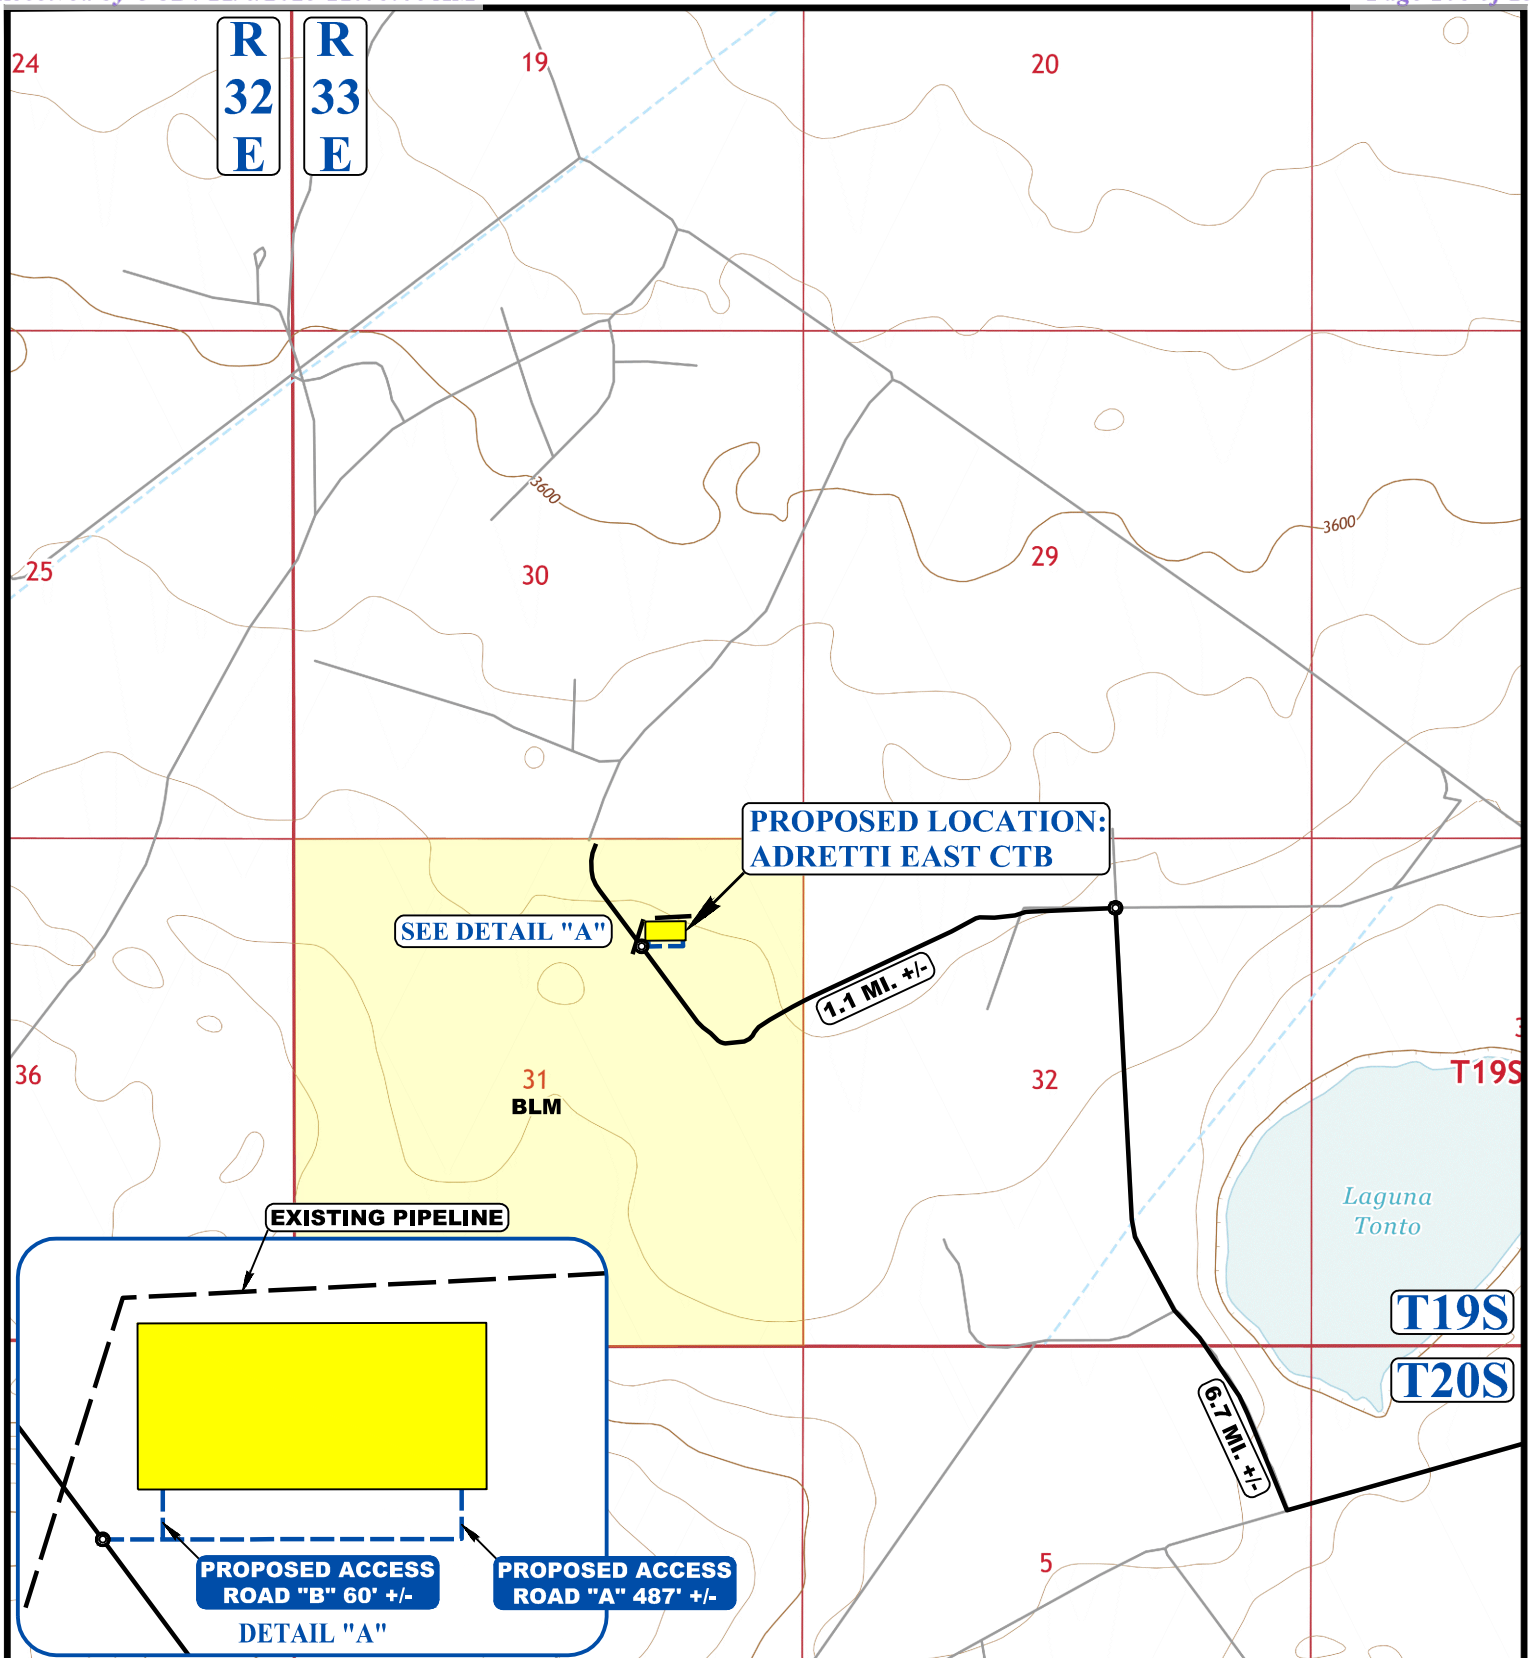 R
32
E
R
33
E
24
19
20
3600
3600
25
30
29
PROPOSED LOCATION:
ADRETTI EAST CTB
SEE DETAIL "A"
1.1 MI. +/-
36
31
BLM
32
T19S
Laguna
Tonto
EXISTING PIPELINE
T19S
T20S
6.7 MI. +/-
5
PROPOSED ACCESS
ROAD "B" 60' +/-
PROPOSED ACCESS
ROAD "A" 487' +/-
DETAIL "A"